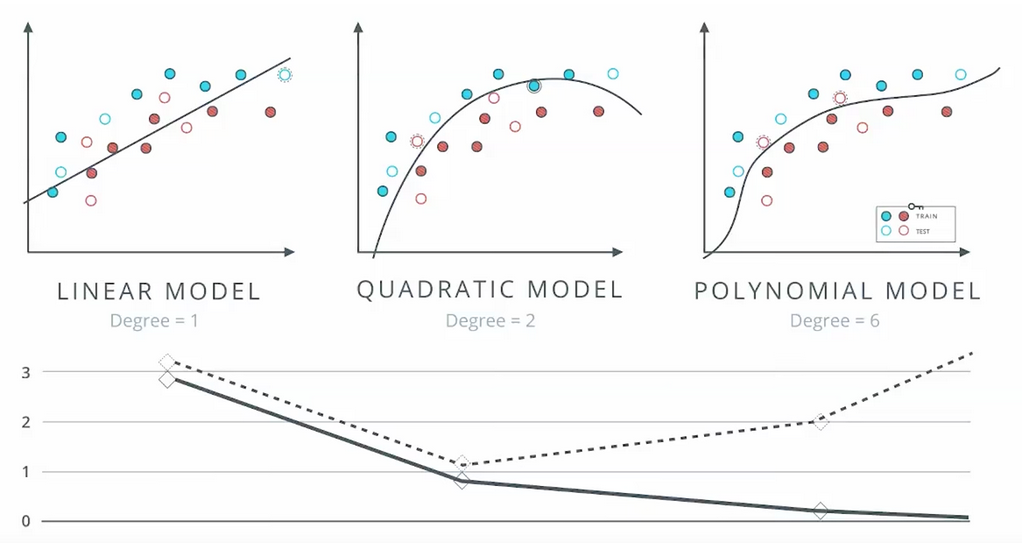 TRAIN
TEST
LINEAR MODEL
QUADRATIC MODEL
POLYNOMIAL MODEL
Degree = 1
Degree = 2
Degree = 6
3
2
1
0